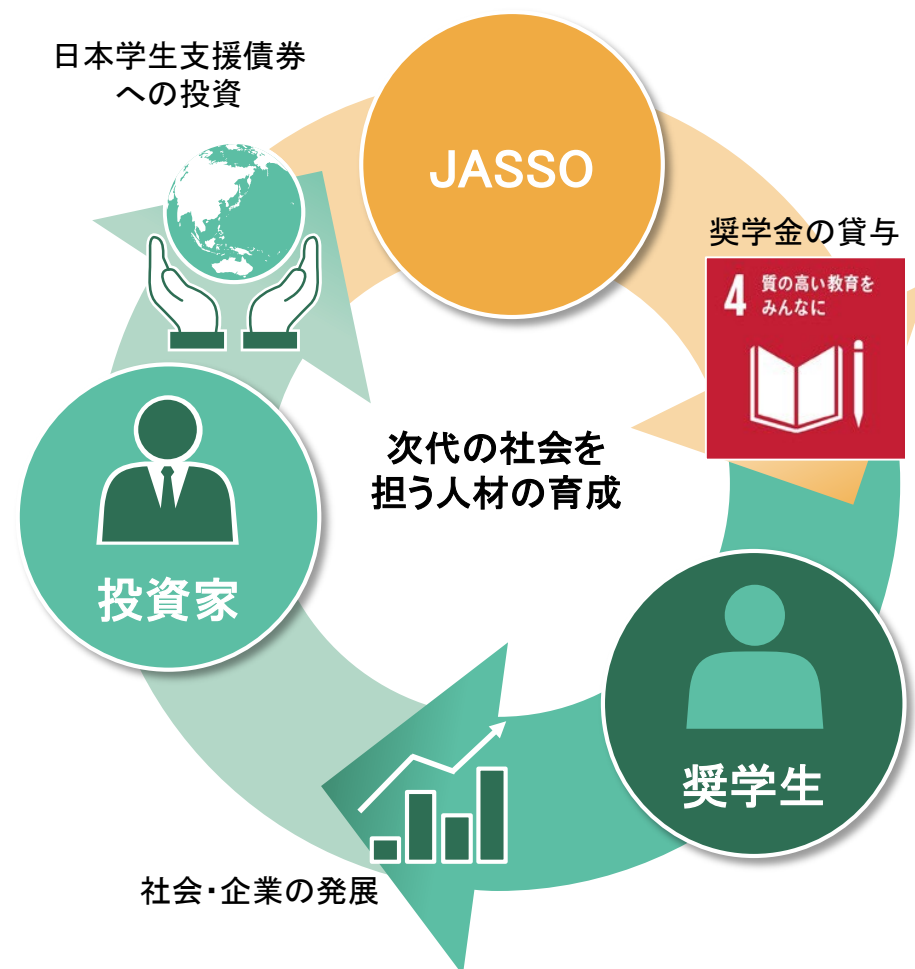 日本学生支援債券
への投資
JASSO
奨学金の貸与
4 質の高い教育を
みんなに
次代の社会を
担う人材の育成
投資家
奨学生
社会・企業の発展